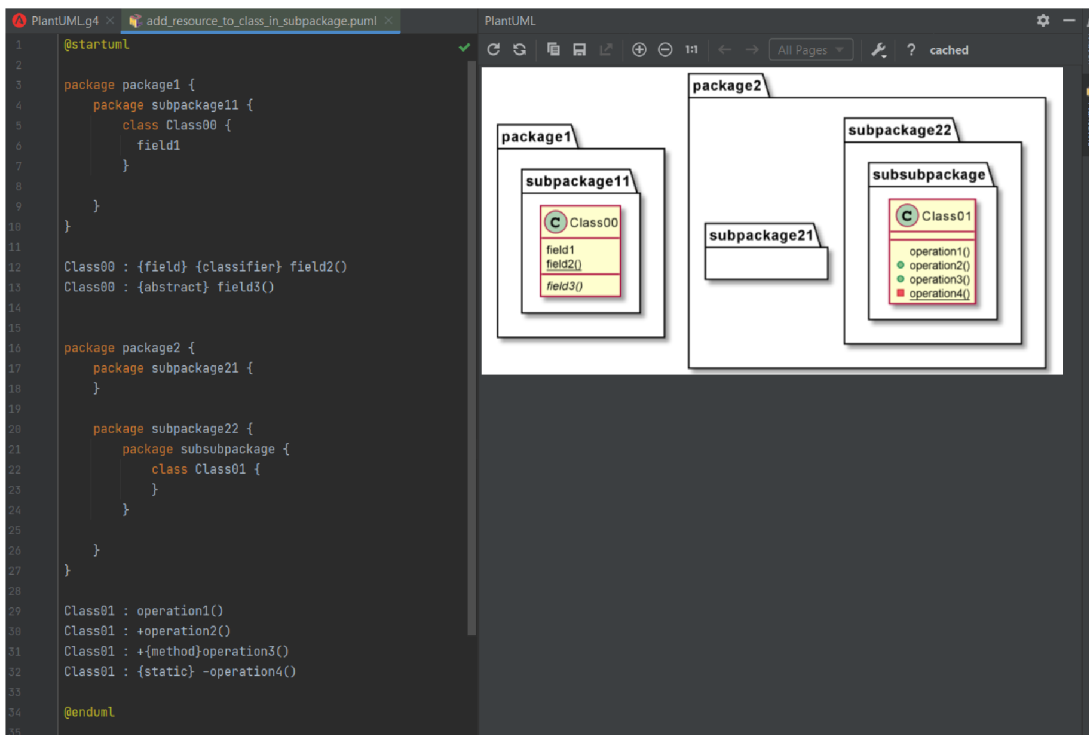 PlantUML.g4 × add_resource_to_class_in_subpackage.puml ×
1 @startuml
2
3 package package1 {
4 package subpackage11 {
5 class Class00 {
6 field1
7 }
8
9 }
10 }
11
12 Class00 : {field} {classifier} field2()
13 Class00 : {abstract} field3()
14
15
16 package package2 {
17 package subpackage21 {
18 }
19
20 package subpackage22 {
21 package subsubpackage {
22 class Class01 {
23 }
24 }
25
26 }
27 }
28
29 Class01 : operation1()
30 Class01 : +operation2()
31 Class01 : +{method}operation3()
32 Class01 : {static} -operation4()
33
34 @enduml
35
PlantUML
1:1 All Pages ? cached
package1
subpackage11
C Class00
field1
field2()
field3()
package2
subpackage21
subpackage22
subsubpackage
C Class01
operation1()
operation2()
operation3()
operation4()